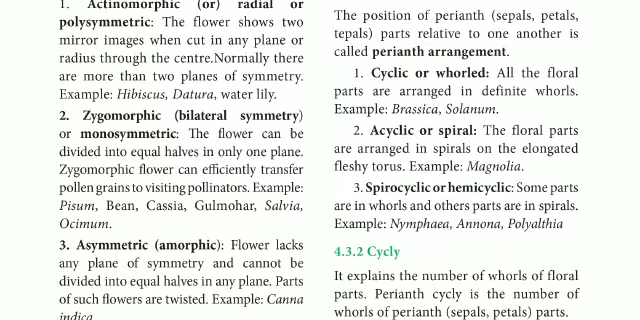 1. Actinomorphic (or) radial or
polysymmetric: The flower shows two
mirror images when cut in any plane or
radius through the centre.Normally there
are more than two planes of symmetry.
Example: Hibiscus, Datura, water lily.
2. Zygomorphic (bilateral symmetry)
or monosymmetric: The flower can be
divided into equal halves in only one plane.
Zygomorphic flower can efficiently transfer
pollen grains to visiting pollinators. Example:
Pisum, Bean, Cassia, Gulmohar, Salvia,
Ocimum.
3. Asymmetric (amorphic): Flower lacks
any plane of symmetry and cannot be
divided into equal halves in any plane. Parts
of such flowers are twisted. Example: Canna
indica
The position of perianth (sepals, petals,
tepals) parts relative to one another is
called perianth arrangement.
1. Cyclic or whorled: All the floral
parts are arranged in definite whorls.
Example: Brassica, Solanum.
2. Acyclic or spiral: The floral parts
are arranged in spirals on the elongated
fleshy torus. Example: Magnolia.
3. Spirocyclic or hemicyclic: Some parts
are in whorls and others parts are in spirals.
Example: Nymphaea, Annona, Polyalthia
4.3.2 Cycly
It explains the number of whorls of floral
parts. Perianth cycly is the number of
whorls of perianth (sepals, petals) parts.